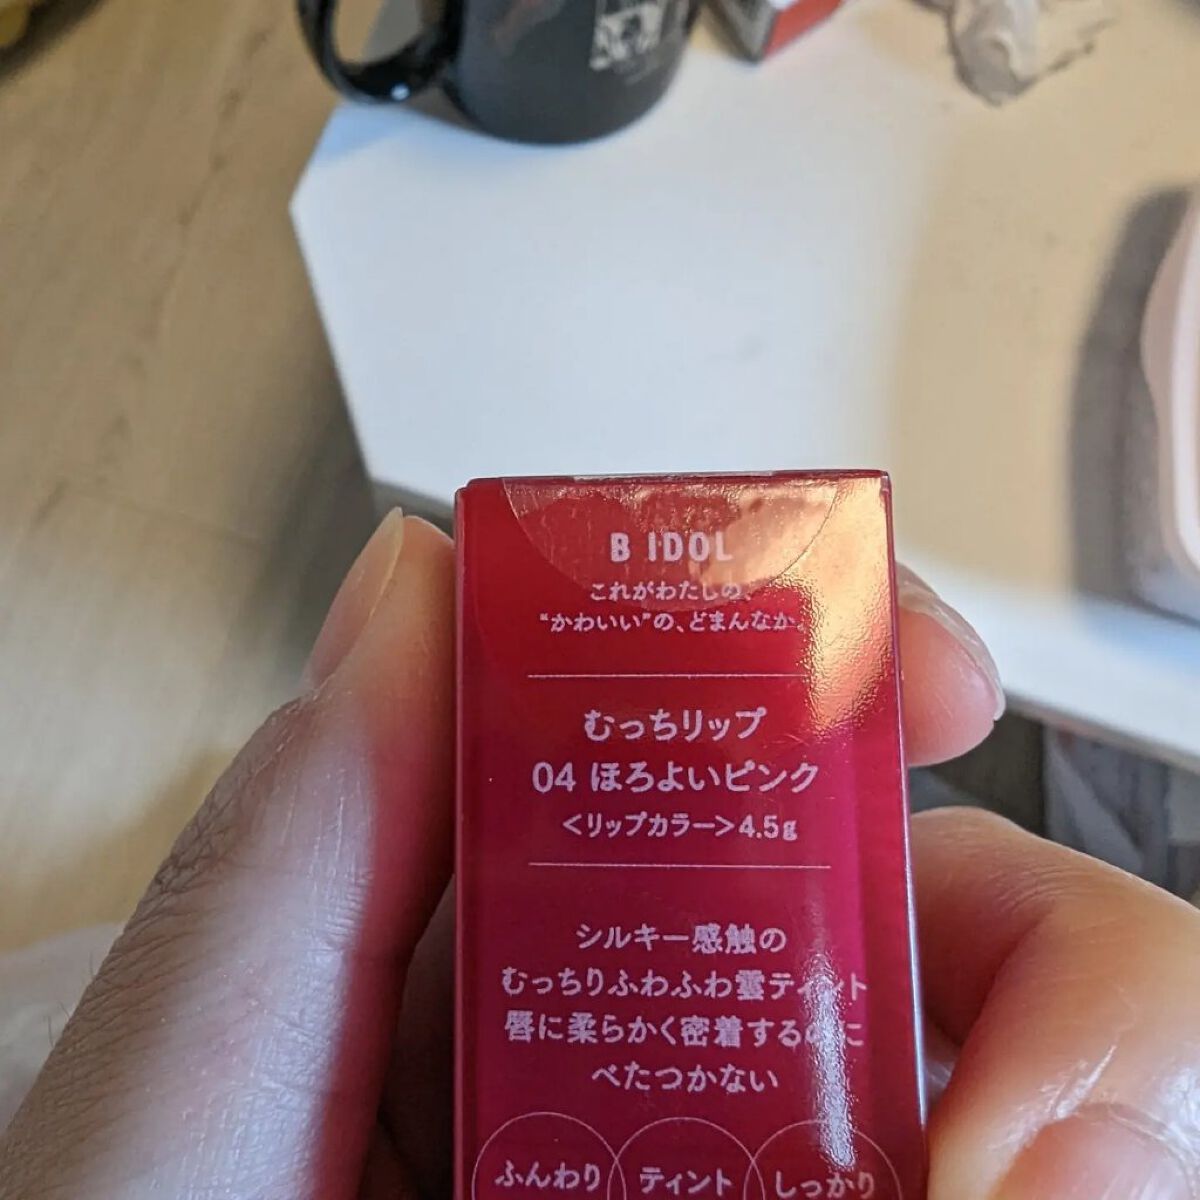 B IDOL
これがわたしの、
“かわいい”の、どまんなか。
むっちリップ
04 ほろよいピンク
<リップカラー>4.5g
シルキー感触の
むっちりふわふわ雲ティント
唇に柔らかく密着するのに
べたつかない
ふんわり ティント しっかり